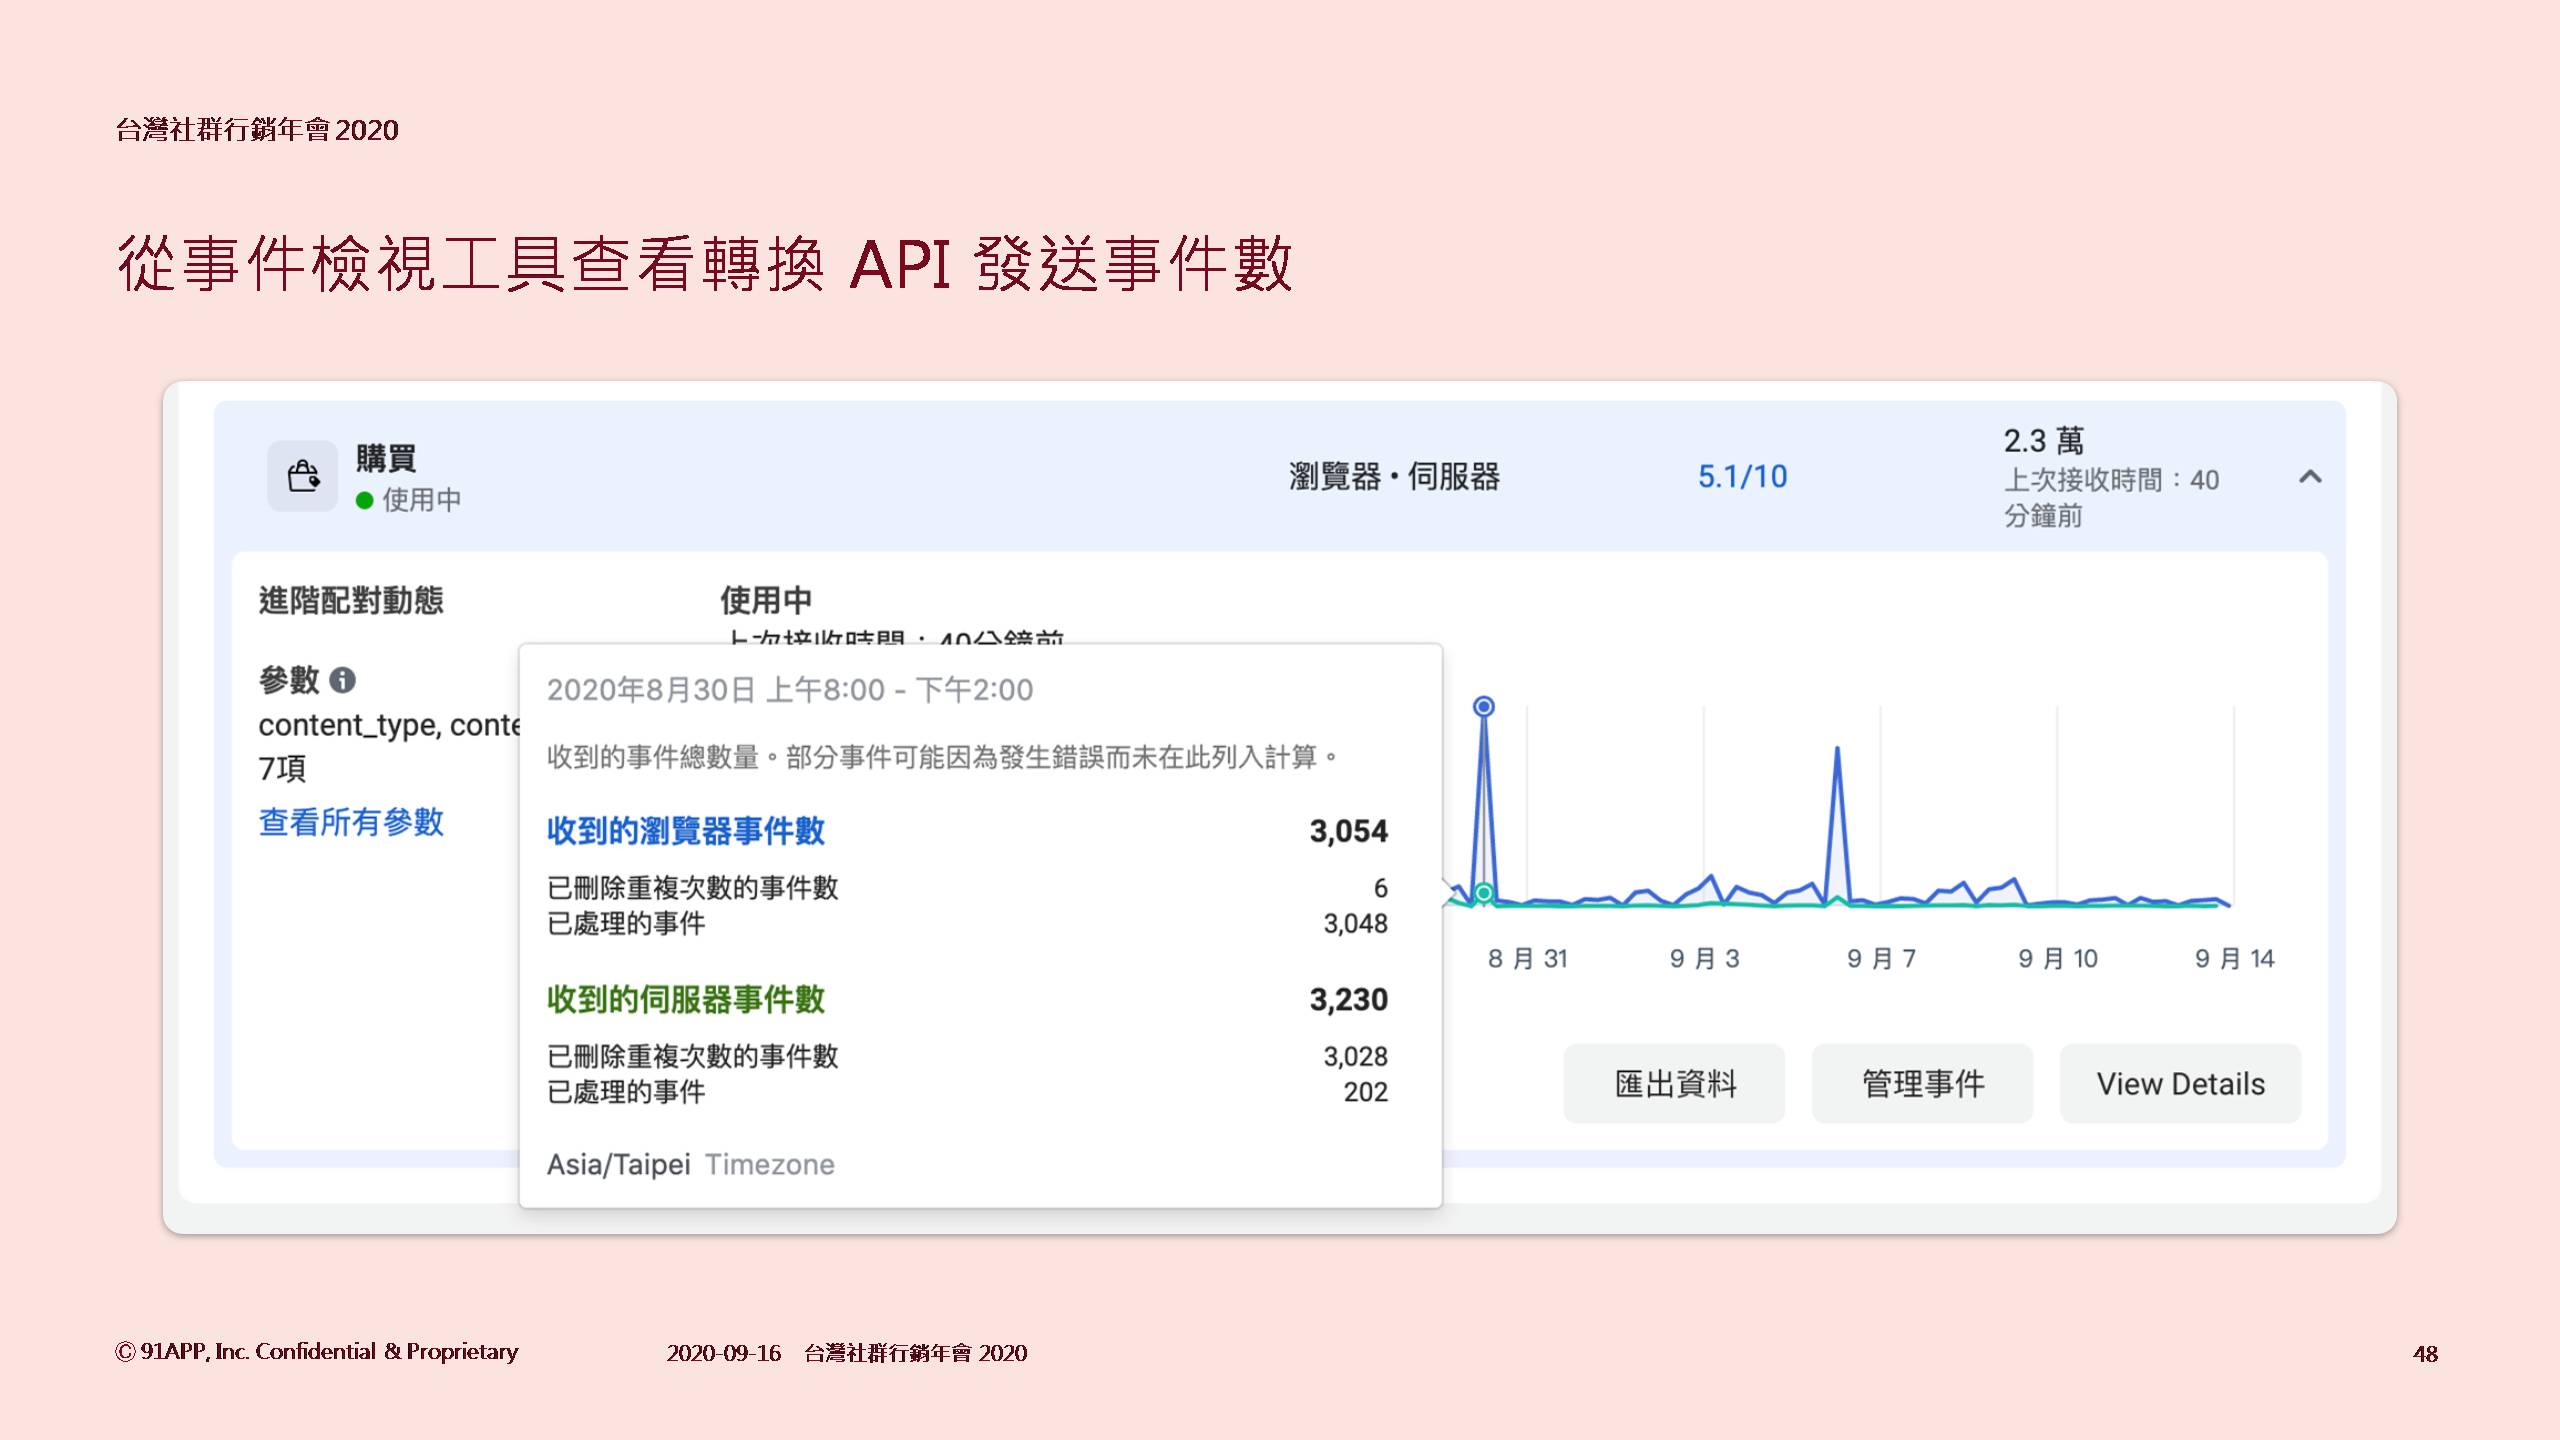 台灣社群行銷年會 2020
從事件檢視工具查看轉換 API 發送事件數
購買
使用中
瀏覽器・伺服器
5.1/10
2.3 萬
上次接收時間：40
分鐘前
進階配對動態
使用中
上次接收時間：40分鐘前
參數
content_type, conte
7項
查看所有參數
2020年8月30日 上午8:00 - 下午2:00
收到的事件總數量。部分事件可能因為發生錯誤而未在此列入計算。
收到的瀏覽器事件數 3,054
已刪除重複次數的事件數 6
已處理的事件 3,048
收到的伺服器事件數 3,230
已刪除重複次數的事件數 3,028
已處理的事件 202
Asia/Taipei Timezone
8 月 31 9 月 3 9 月 7 9 月 10 9 月 14
匯出資料 管理事件 View Details
© 91APP, Inc. Confidential & Proprietary 2020-09-16 台灣社群行銷年會 2020 48